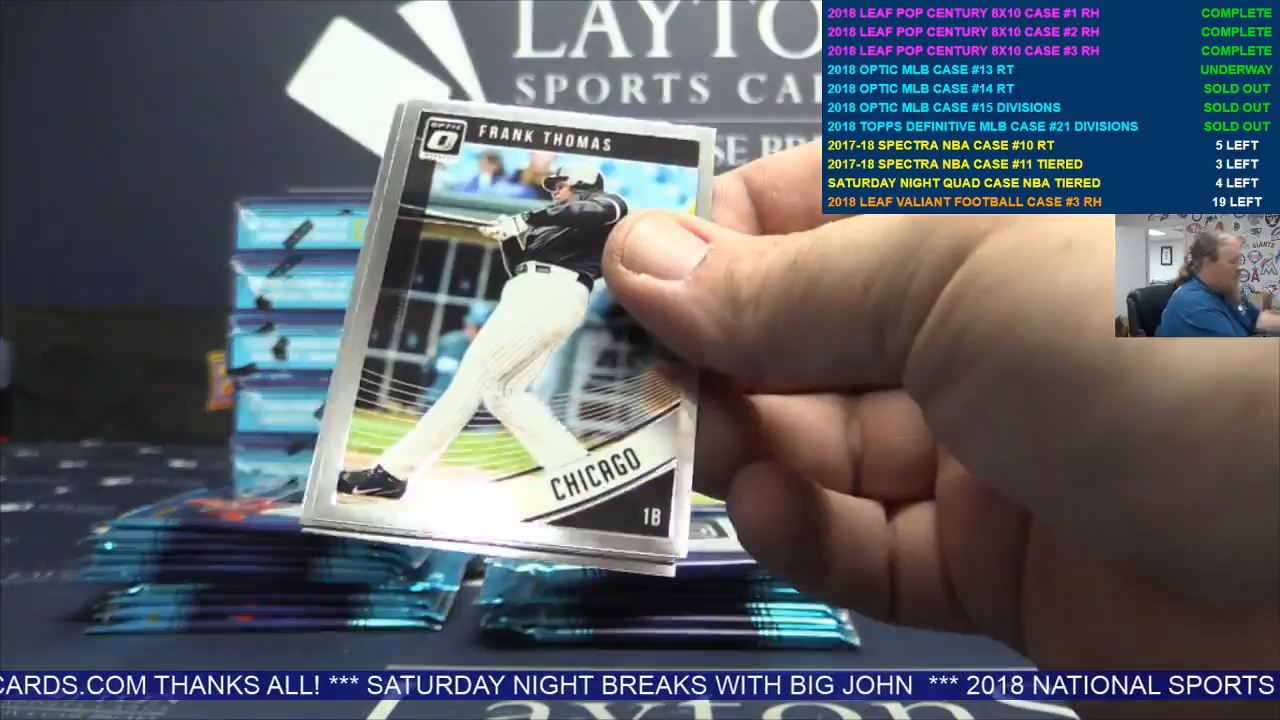 LAYTON
SPORTS CA
SE BRE
2018 LEAF POP CENTURY 8X10 CASE #1 RH COMPLETE
2018 LEAF POP CENTURY 8X10 CASE #2 RH COMPLETE
2018 LEAF POP CENTURY 8X10 CASE #3 RH COMPLETE
2018 OPTIC MLB CASE #13 RT UNDERWAY
2018 OPTIC MLB CASE #14 RT SOLD OUT
2018 OPTIC MLB CASE #15 DIVISIONS SOLD OUT
2018 TOPPS DEFINITIVE MLB CASE #21 DIVISIONS SOLD OUT
2017-18 SPECTRA NBA CASE #10 RT 5 LEFT
2017-18 SPECTRA NBA CASE #11 TIERED 3 LEFT
SATURDAY NIGHT QUAD CASE NBA TIERED 4 LEFT
2018 LEAF VALIANT FOOTBALL CASE #3 RH 19 LEFT
OPTIC
FRANK THOMAS
CHICAGO
1B
CARDS.COM THANKS ALL! *** SATURDAY NIGHT BREAKS WITH BIG JOHN *** 2018 NATIONAL SPORTS
Laytons